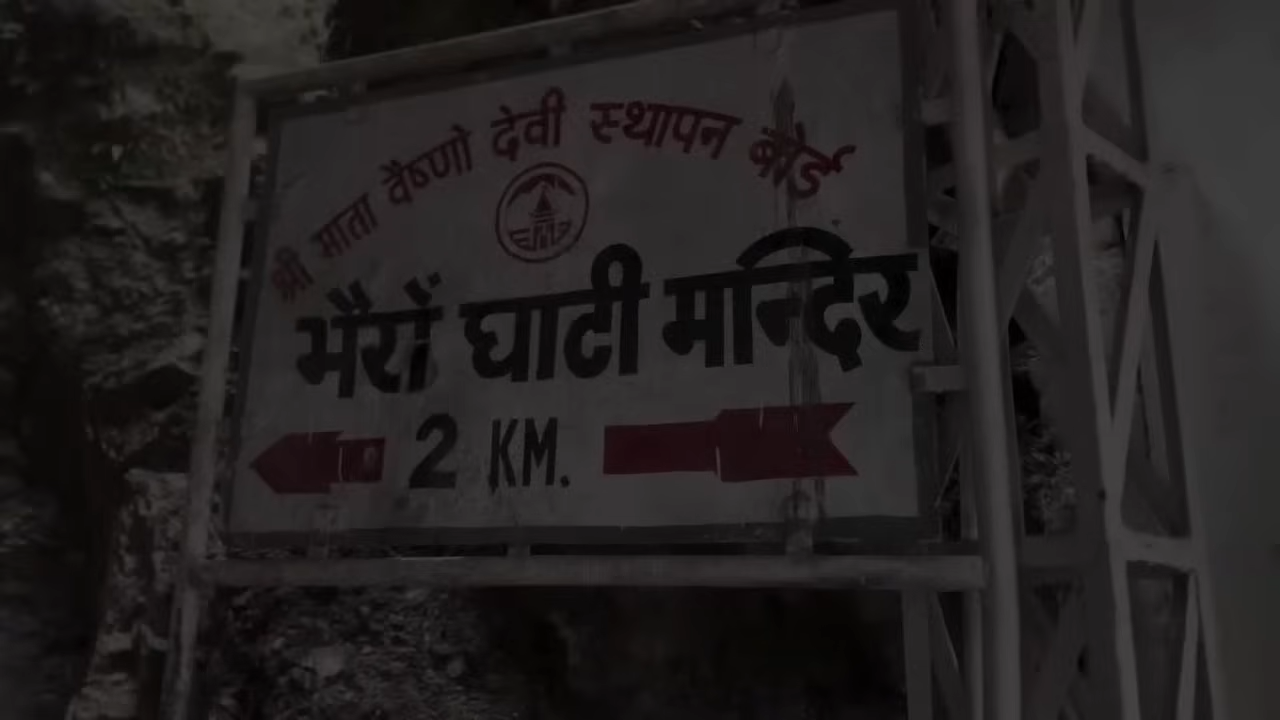 श्री माता वैष्णो देवी स्थापन बोर्ड
भैरों घाटी मन्दिर
2 KM.